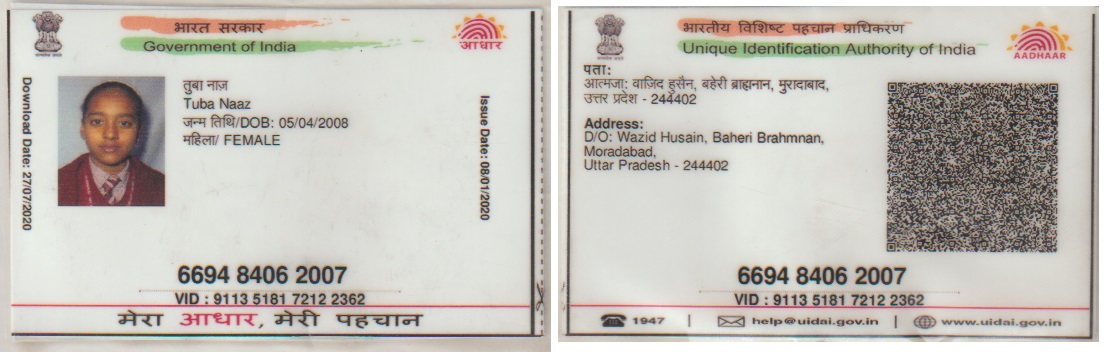 भारत सरकार
Government of India
आधार
Download Date: 27/07/2020
तुबा नाज़
Tuba Naaz
जन्म तिथि/DOB: 05/04/2008
महिला/ FEMALE
Issue Date: 08/01/2020
6694 8406 2007
VID : 9113 5181 7212 2362
मेरा आधार, मेरी पहचान
भारतीय विशिष्ट पहचान प्राधिकरण
Unique Identification Authority of India
AADHAAR
पता:
आत्मजा: वाज़िद हुसैन, बहेरी ब्राह्मनान, मुरादाबाद,
उत्तर प्रदेश - 244402
Address:
D/O: Wazid Husain, Baheri Brahmnan,
Moradabad,
Uttar Pradesh - 244402
6694 8406 2007
VID : 9113 5181 7212 2362
1947 | help@uidai.gov.in | www.uidai.gov.in